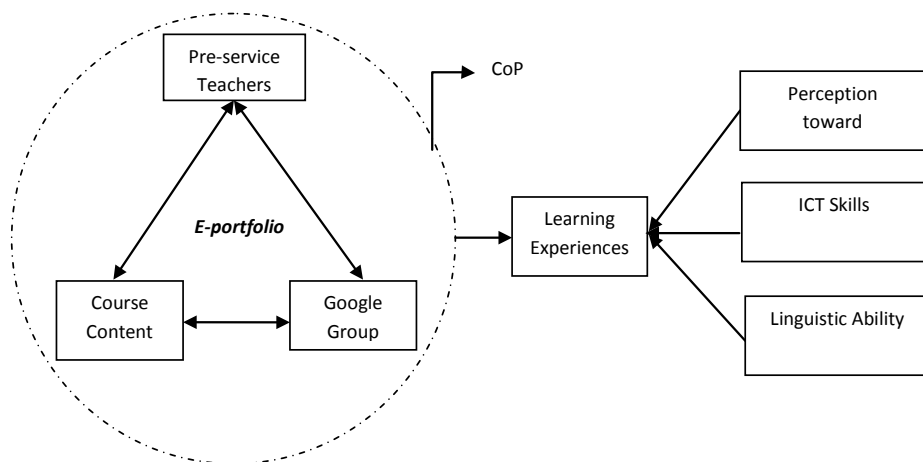 Pre-service
Teachers
CoP
Perception
toward
E-portfolio
ICT Skills
Learning
Experiences
Course
Content
Google
Group
Linguistic Ability